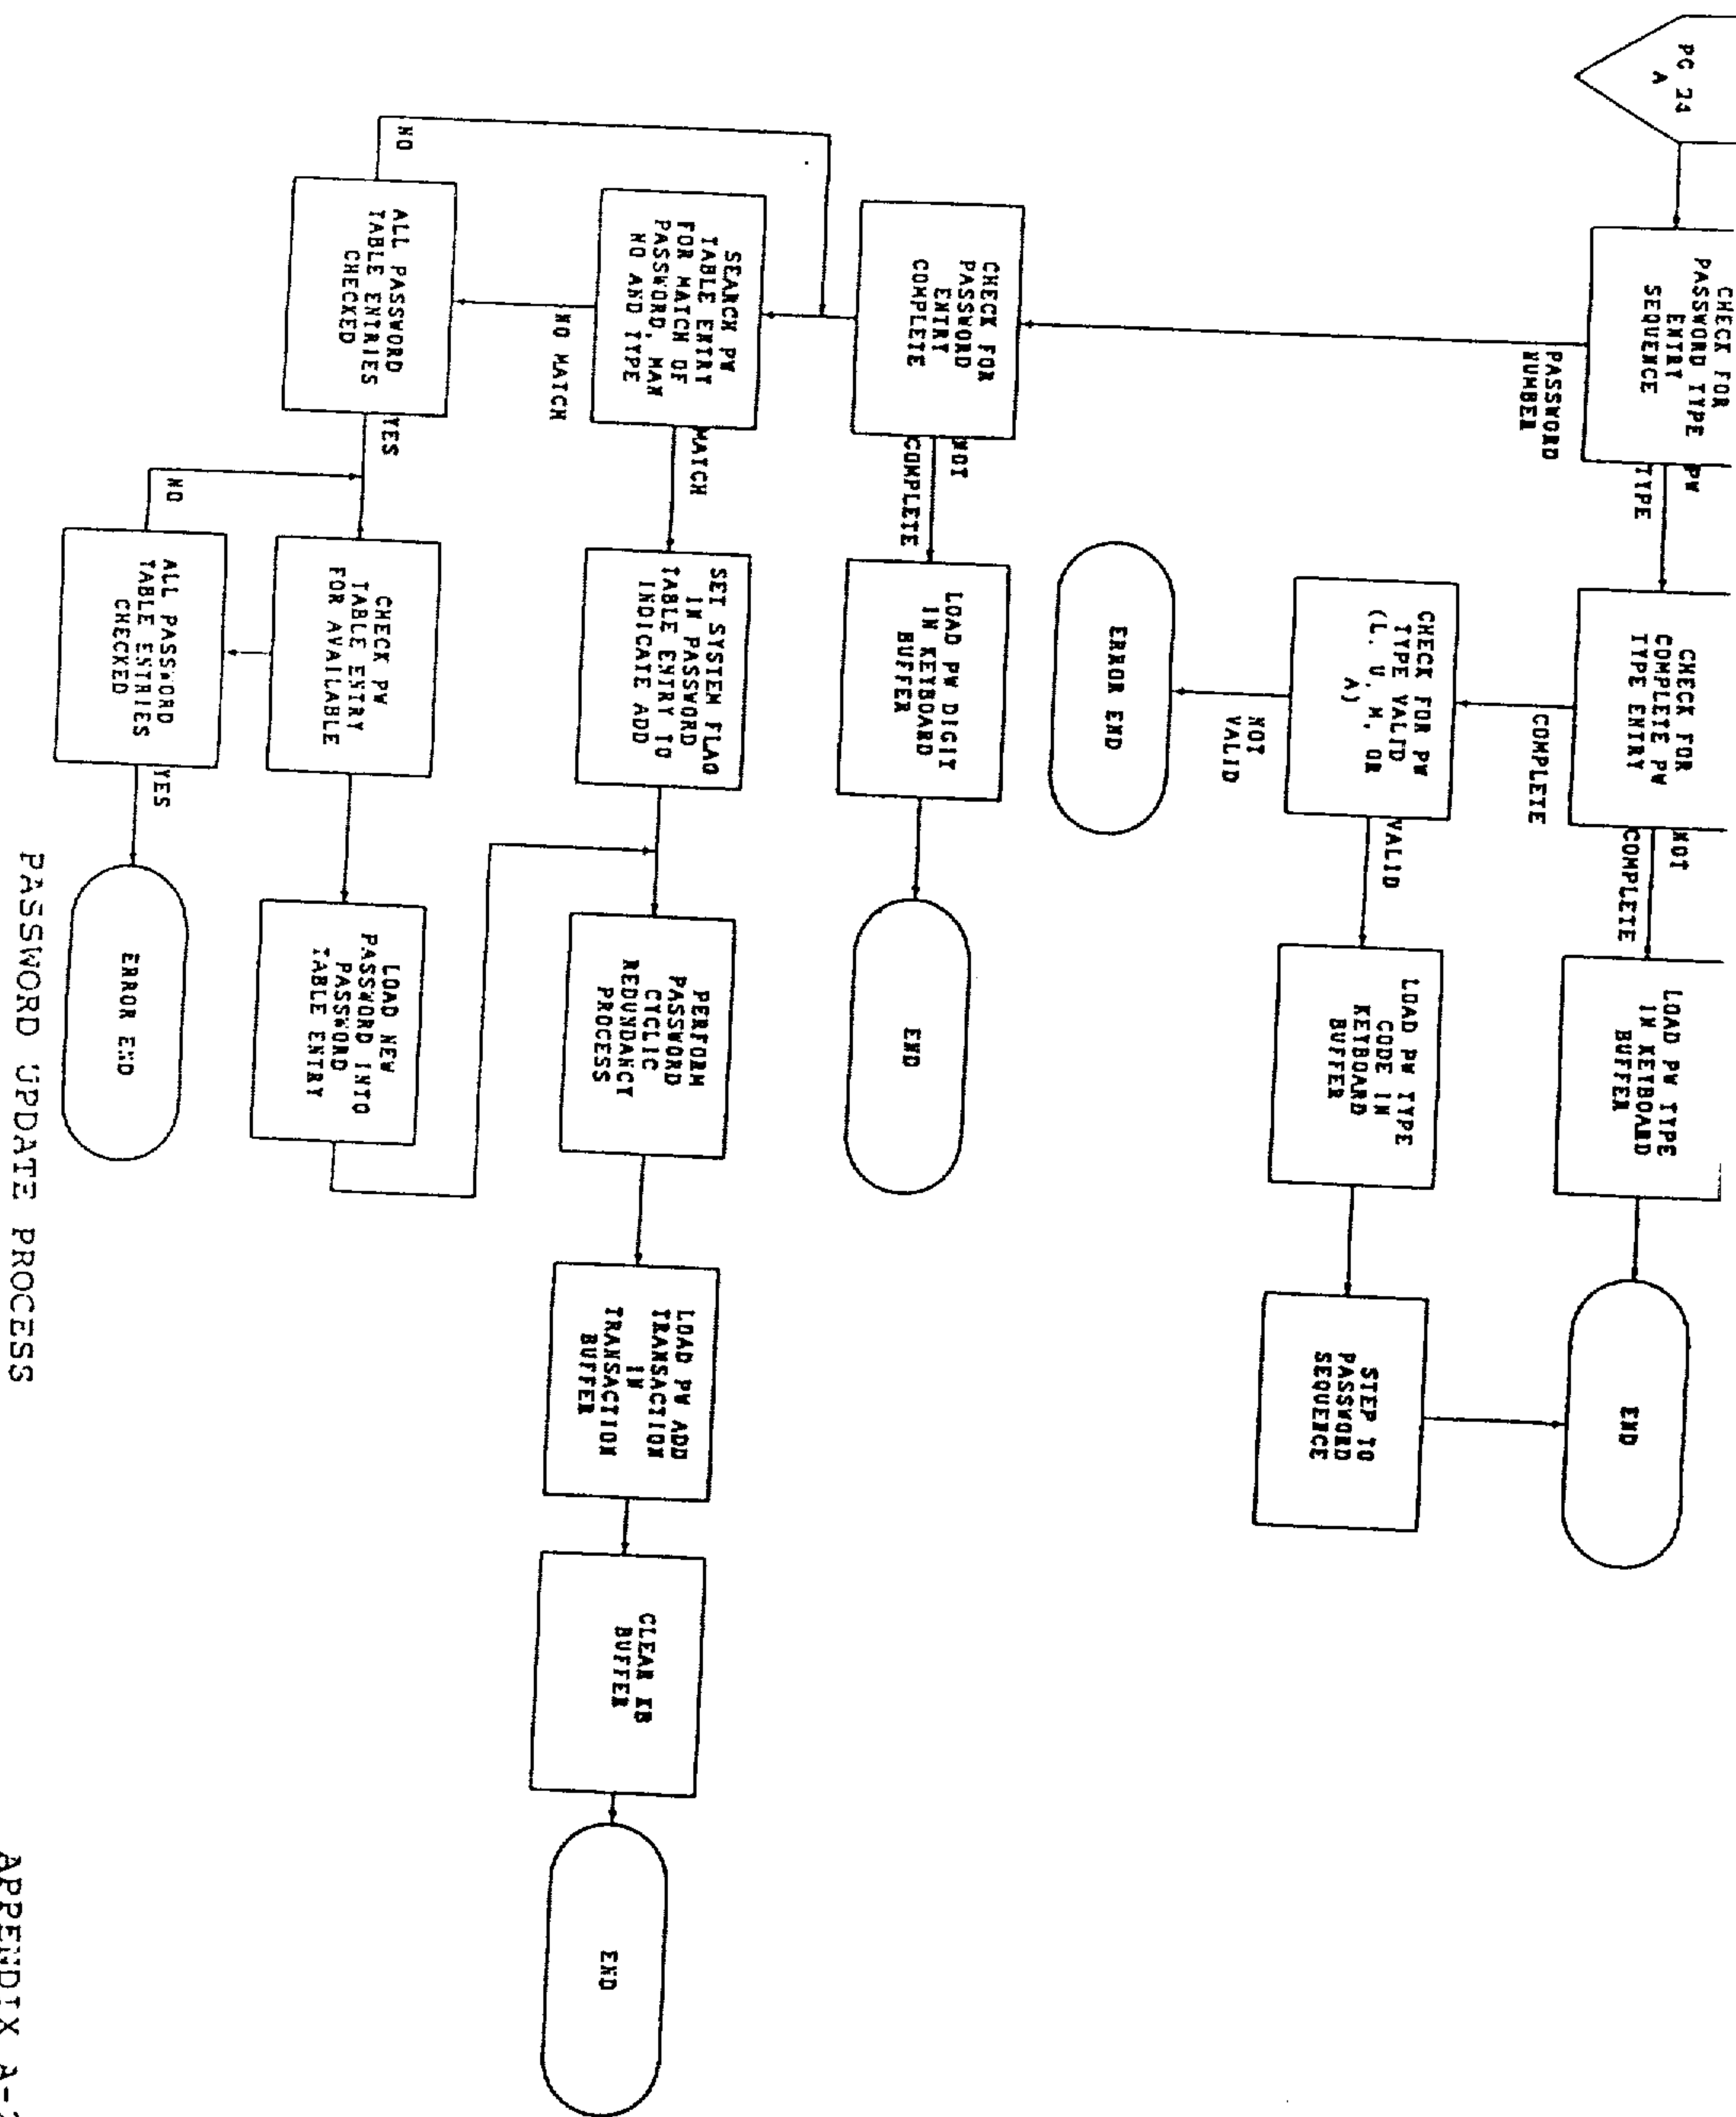 PG 24
A
CHECK FOR
PASSWORD TYPE
ENTRY
SEQUENCE
PW
TYPE
PASSWORD
NUMBER
CHECK FOR
COMPLETE PW
TYPE ENTRY
NOT
COMPLETE
COMPLETE
LOAD PW TYPE
IN KEYBOARD
BUFFER
END
CHECK FOR PW
TYPE VALID
(L, U, M, OR
A)
VALID
NOT
VALID
LOAD PW TYPE
CODE IN
KEYBOARD
BUFFER
STEP TO
PASSWORD
SEQUENCE
ERROR END
CHECK FOR
PASSWORD
ENTRY
COMPLETE
NOT
COMPLETE
LOAD PW DIGIT
IN KEYBOARD
BUFFER
END
SEARCH PW
TABLE ENTRY
FOR MATCH OF
PASSWORD, MAN
NO AND TYPE
MATCH
NO MATCH
SET SYSTEM FLAG
IN PASSWORD
TABLE ENTRY TO
INDICATE ADD
PERFORM
PASSWORD
CYCLIC
REDUNDANCY
PROCESS
LOAD PW ADD
TRANSACTION
IN
TRANSACTION
BUFFER
CLEAR KB
BUFFER
END
NO
ALL PASSWORD
TABLE ENTRIES
CHECKED
YES
CHECK PW
TABLE ENTRY
FOR AVAILABLE
LOAD NEW
PASSWORD INTO
PASSWORD
TABLE ENTRY
NO
ALL PASSWORD
TABLE ENTRIES
CHECKED
YES
ERROR END
PASSWORD UPDATE PROCESS
APPENDIX A-